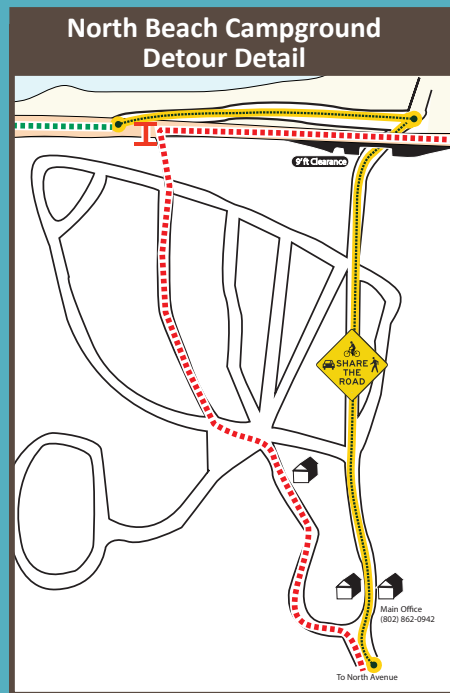 North Beach Campground
Detour Detail
9'ft Clearance
SHARE
THE
ROAD
Main Office
(802) 862-0942
To North Avenue